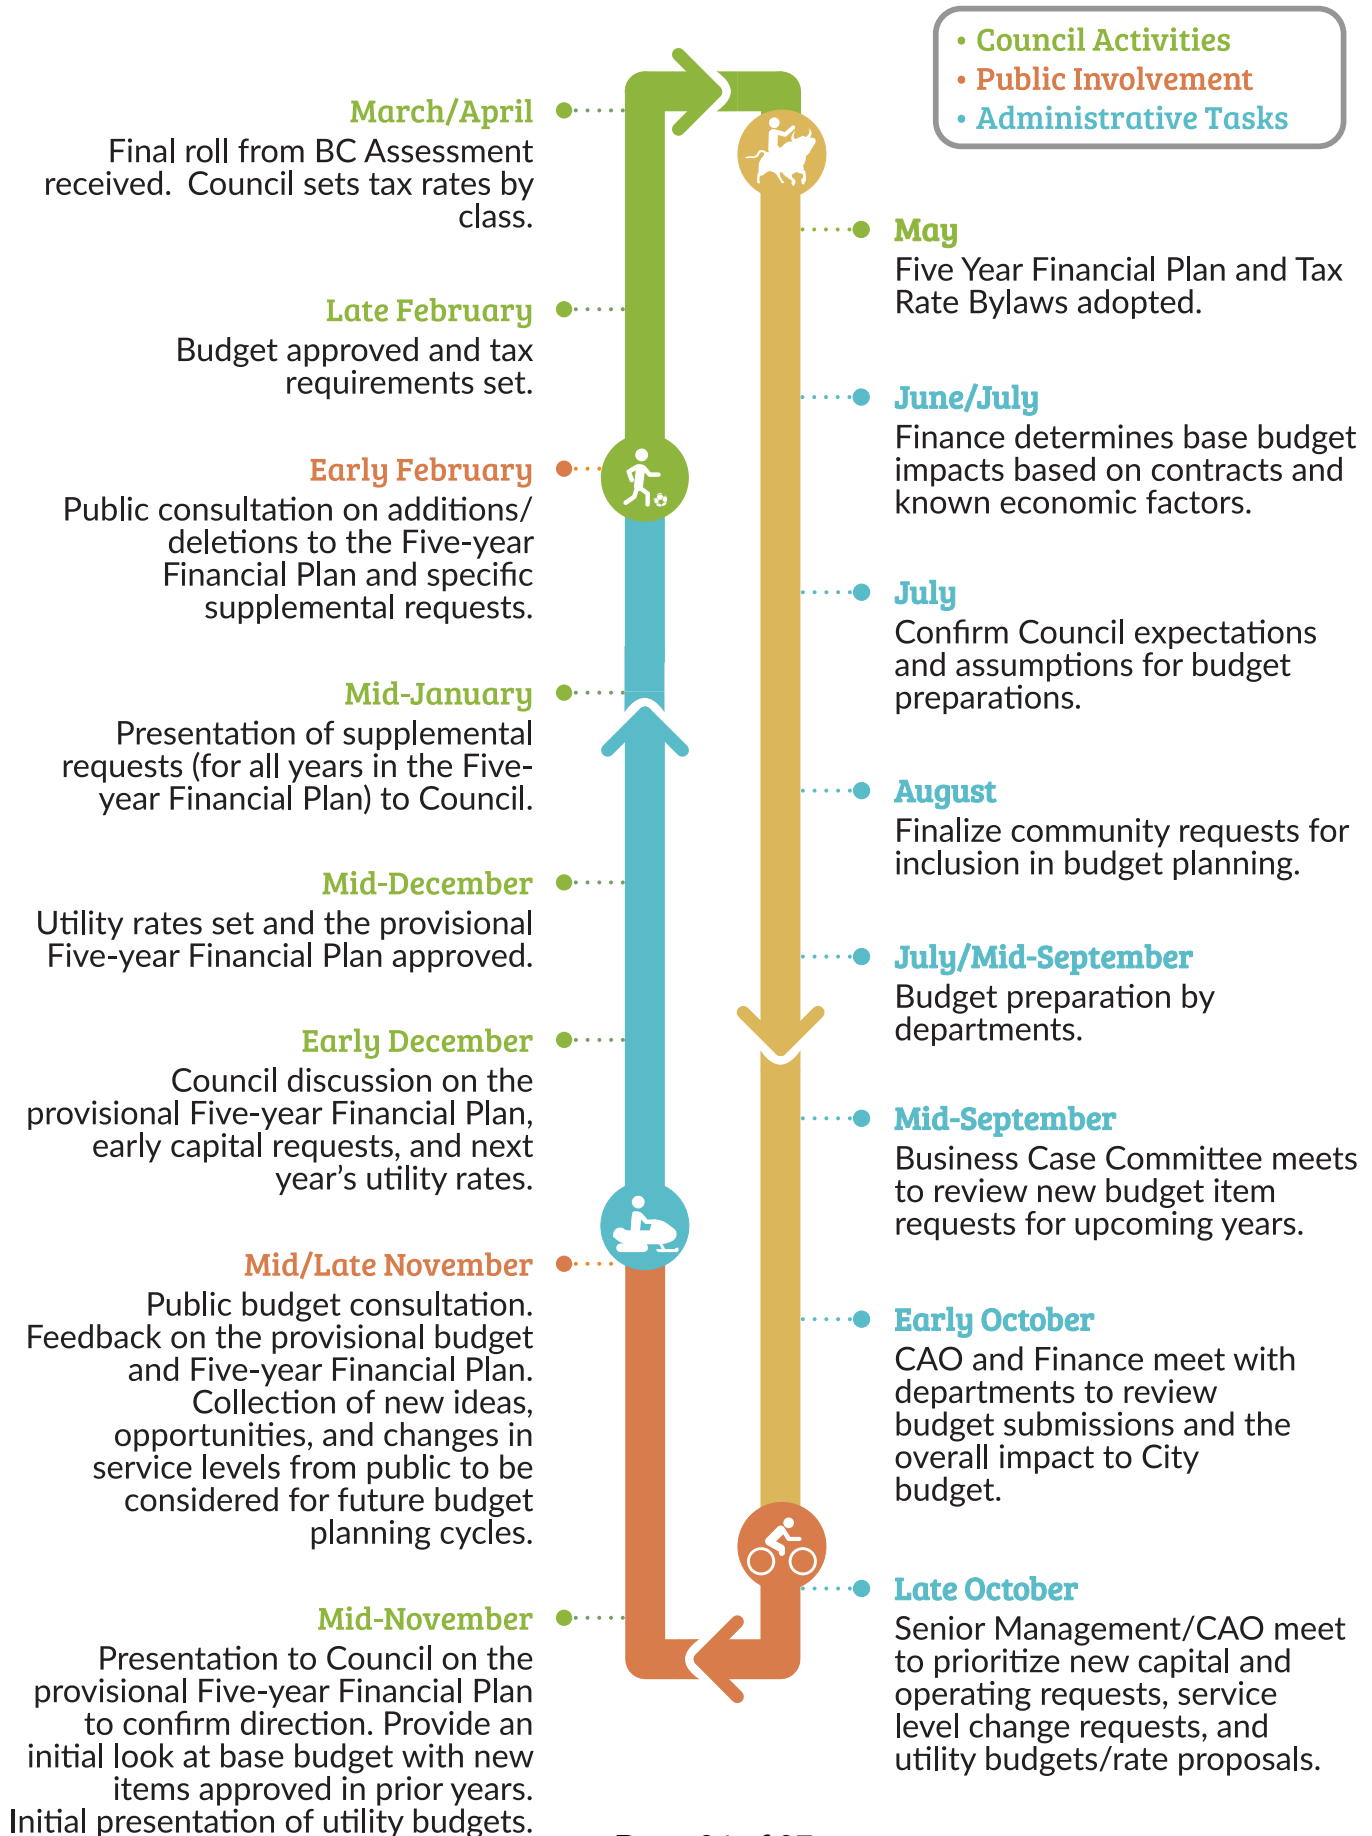 • Council Activities
• Public Involvement
• Administrative Tasks
March/April
Final roll from BC Assessment
received.  Council sets tax rates by
class.
Late February
Budget approved and tax
requirements set.
Early February
Public consultation on additions/
deletions to the Five-year
Financial Plan and specific
supplemental requests.
Mid-January
Presentation of supplemental
requests (for all years in the Five-
year Financial Plan) to Council.
Mid-December
Utility rates set and the provisional
Five-year Financial Plan approved.
Early December
Council discussion on the
provisional Five-year Financial Plan,
early capital requests, and next
year's utility rates.
Mid/Late November
Public budget consultation.
Feedback on the provisional budget
and Five-year Financial Plan.
Collection of new ideas,
opportunities, and changes in
service levels from public to be
considered for future budget
planning cycles.
Mid-November
Presentation to Council on the
provisional Five-year Financial Plan
to confirm direction. Provide an
initial look at base budget with new
items approved in prior years.
Initial presentation of utility budgets.
May
Five Year Financial Plan and Tax
Rate Bylaws adopted.
June/July
Finance determines base budget
impacts based on contracts and
known economic factors.
July
Confirm Council expectations
and assumptions for budget
preparations.
August
Finalize community requests for
inclusion in budget planning.
July/Mid-September
Budget preparation by
departments.
Mid-September
Business Case Committee meets
to review new budget item
requests for upcoming years.
Early October
CAO and Finance meet with
departments to review
budget submissions and the
overall impact to City
budget.
Late October
Senior Management/CAO meet
to prioritize new capital and
operating requests, service
level change requests, and
utility budgets/rate proposals.